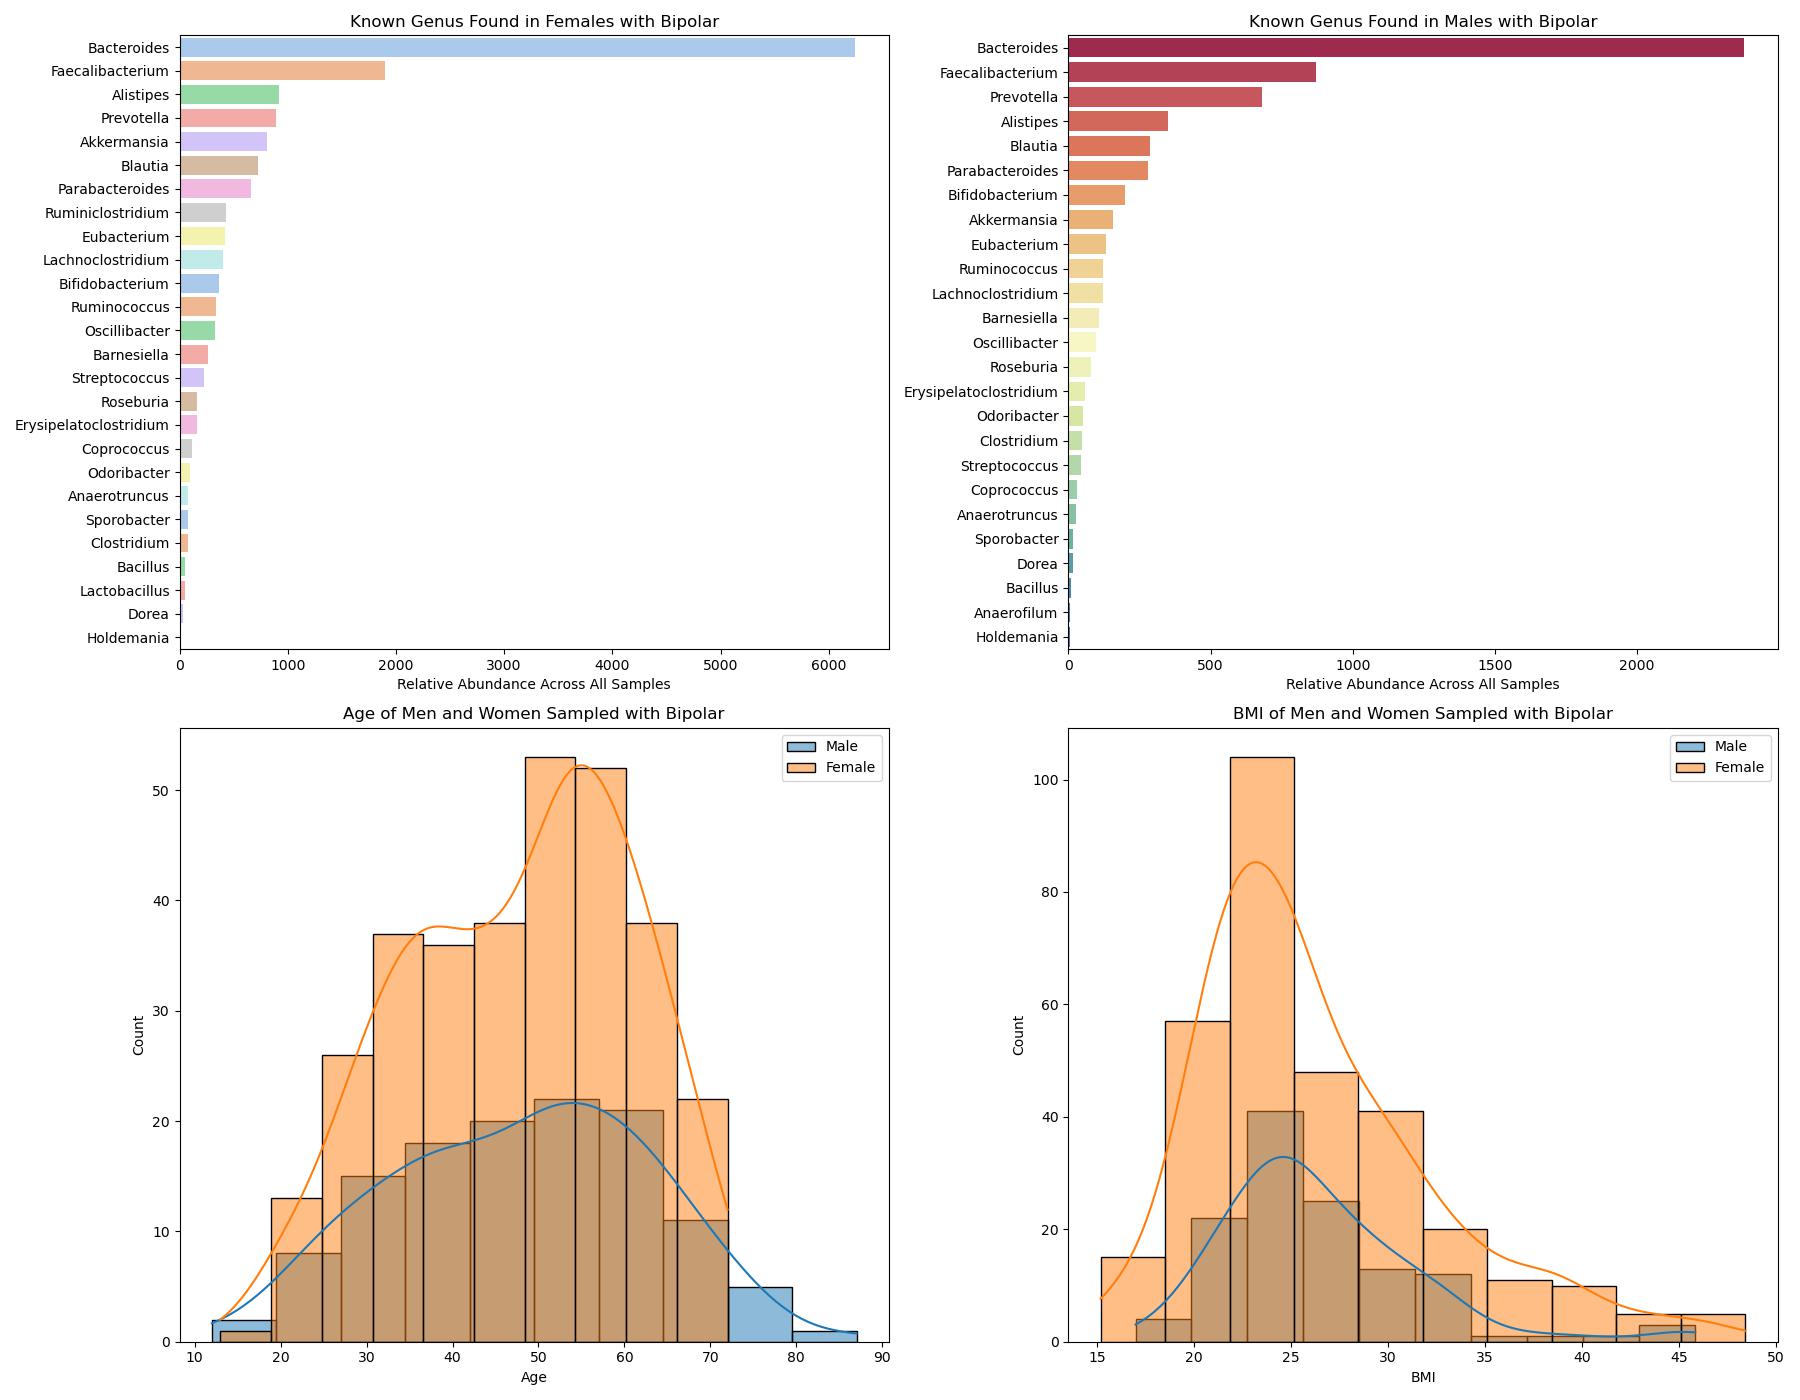 Known Genus Found in Females with Bipolar
Bacteroides
Faecalibacterium
Alistipes
Prevotella
Akkermansia
Blautia
Parabacteroides
Ruminiclostridium
Eubacterium
Lachnoclostridium
Bifidobacterium
Ruminococcus
Oscillibacter
Barnesiella
Streptococcus
Roseburia
Erysipelatoclostridium
Coprococcus
Odoribacter
Anaerotruncus
Sporobacter
Clostridium
Bacillus
Lactobacillus
Dorea
Holdemania
0 1000 2000 3000 4000 5000 6000
Relative Abundance Across All Samples
Known Genus Found in Males with Bipolar
Bacteroides
Faecalibacterium
Prevotella
Alistipes
Blautia
Parabacteroides
Bifidobacterium
Akkermansia
Eubacterium
Ruminococcus
Lachnoclostridium
Barnesiella
Oscillibacter
Roseburia
Erysipelatoclostridium
Odoribacter
Clostridium
Streptococcus
Coprococcus
Anaerotruncus
Sporobacter
Dorea
Bacillus
Anaerofilum
Holdemania
0 500 1000 1500 2000
Relative Abundance Across All Samples
Age of Men and Women Sampled with Bipolar
Male
Female
50
40
30
20
10
0
Count
10 20 30 40 50 60 70 80 90
Age
BMI of Men and Women Sampled with Bipolar
Male
Female
100
80
60
40
20
0
Count
15 20 25 30 35 40 45 50
BMI